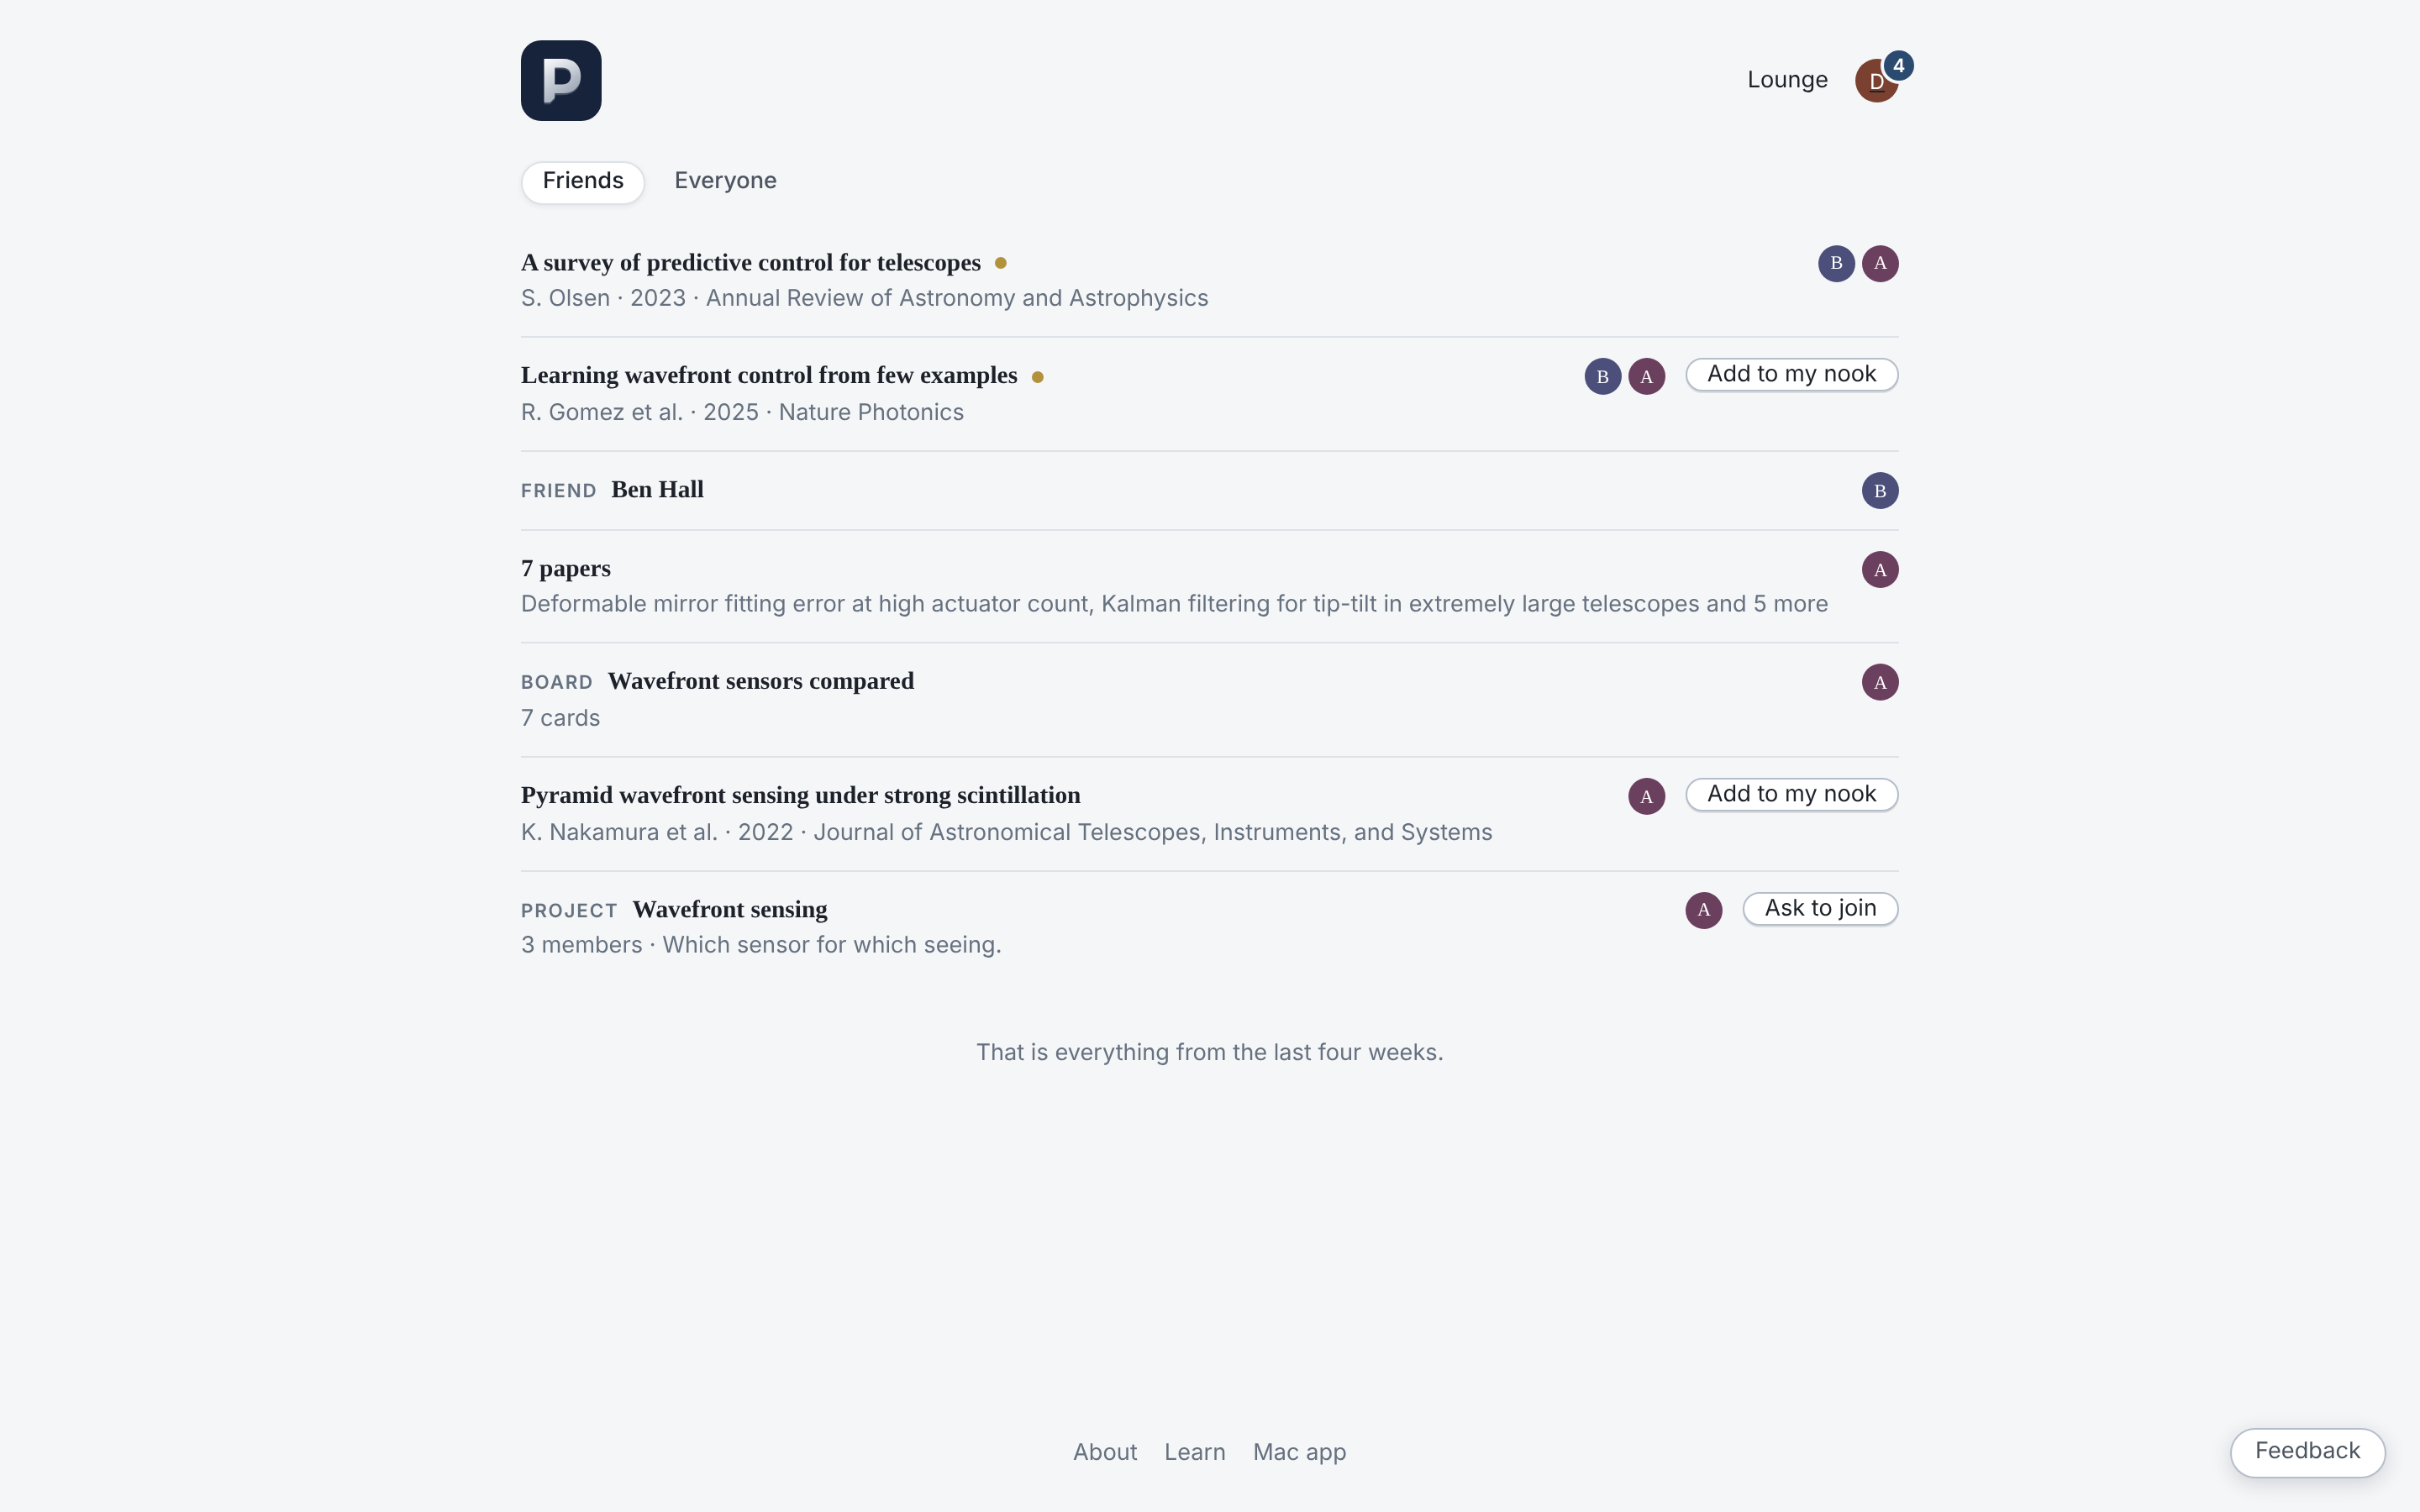 P
Lounge D 4
Friends Everyone
A survey of predictive control for telescopes B A
S. Olsen · 2023 · Annual Review of Astronomy and Astrophysics
Learning wavefront control from few examples B A Add to my nook
R. Gomez et al. · 2025 · Nature Photonics
FRIEND Ben Hall B
7 papers A
Deformable mirror fitting error at high actuator count, Kalman filtering for tip-tilt in extremely large telescopes and 5 more
BOARD Wavefront sensors compared A
7 cards
Pyramid wavefront sensing under strong scintillation A Add to my nook
K. Nakamura et al. · 2022 · Journal of Astronomical Telescopes, Instruments, and Systems
PROJECT Wavefront sensing A Ask to join
3 members · Which sensor for which seeing.
That is everything from the last four weeks.
About Learn Mac app
Feedback